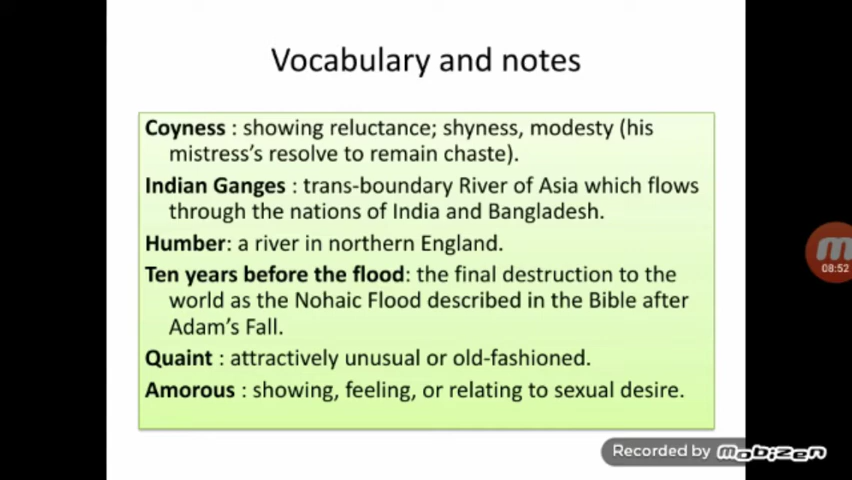 Vocabulary and notes
Coyness : showing reluctance; shyness, modesty (his
mistress's resolve to remain chaste).
Indian Ganges : trans-boundary River of Asia which flows
through the nations of India and Bangladesh.
Humber: a river in northern England.
Ten years before the flood: the final destruction to the
world as the Nohaic Flood described in the Bible after
Adam's Fall.
Quaint : attractively unusual or old-fashioned.
Amorous : showing, feeling, or relating to sexual desire.
08:52
Recorded by mobizen